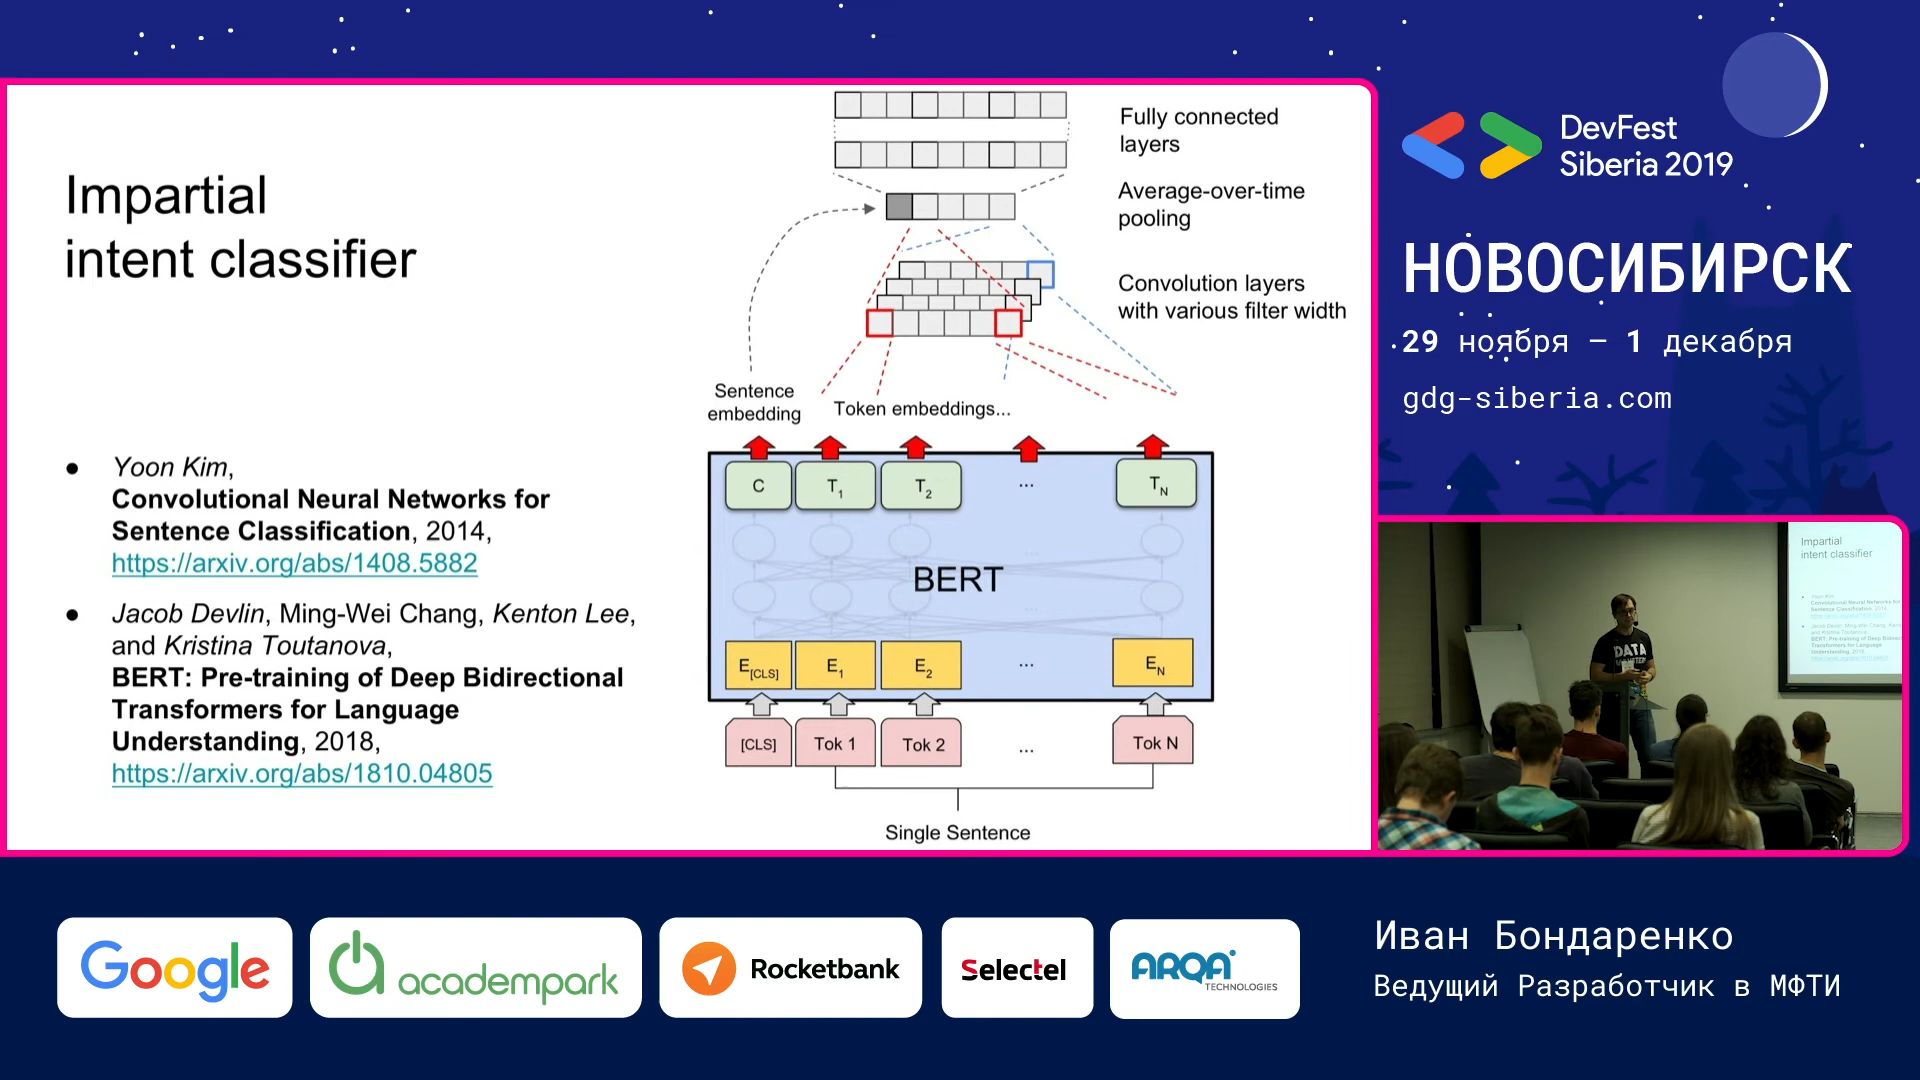 Impartial
intent classifier
● Yoon Kim,
Convolutional Neural Networks for
Sentence Classification, 2014,
https://arxiv.org/abs/1408.5882
● Jacob Devlin, Ming-Wei Chang, Kenton Lee,
and Kristina Toutanova,
BERT: Pre-training of Deep Bidirectional
Transformers for Language
Understanding, 2018,
https://arxiv.org/abs/1810.04805
Fully connected
layers
Average-over-time
pooling
Convolution layers
with various filter width
Sentence
embedding
Token embeddings...
C T1 T2 ... TN
BERT
E[CLS] E1 E2 ... EN
[CLS] Tok 1 Tok 2 ... Tok N
Single Sentence
DevFest
Siberia 2019
НОВОСИБИРСК
29 ноября – 1 декабря
gdg-siberia.com
Impartial
intent classifier
DATA
Google
academpark
Rocketbank
Selectel
ARQA
TECHNOLOGIES
Иван Бондаренко
Ведущий Разработчик в МФТИ